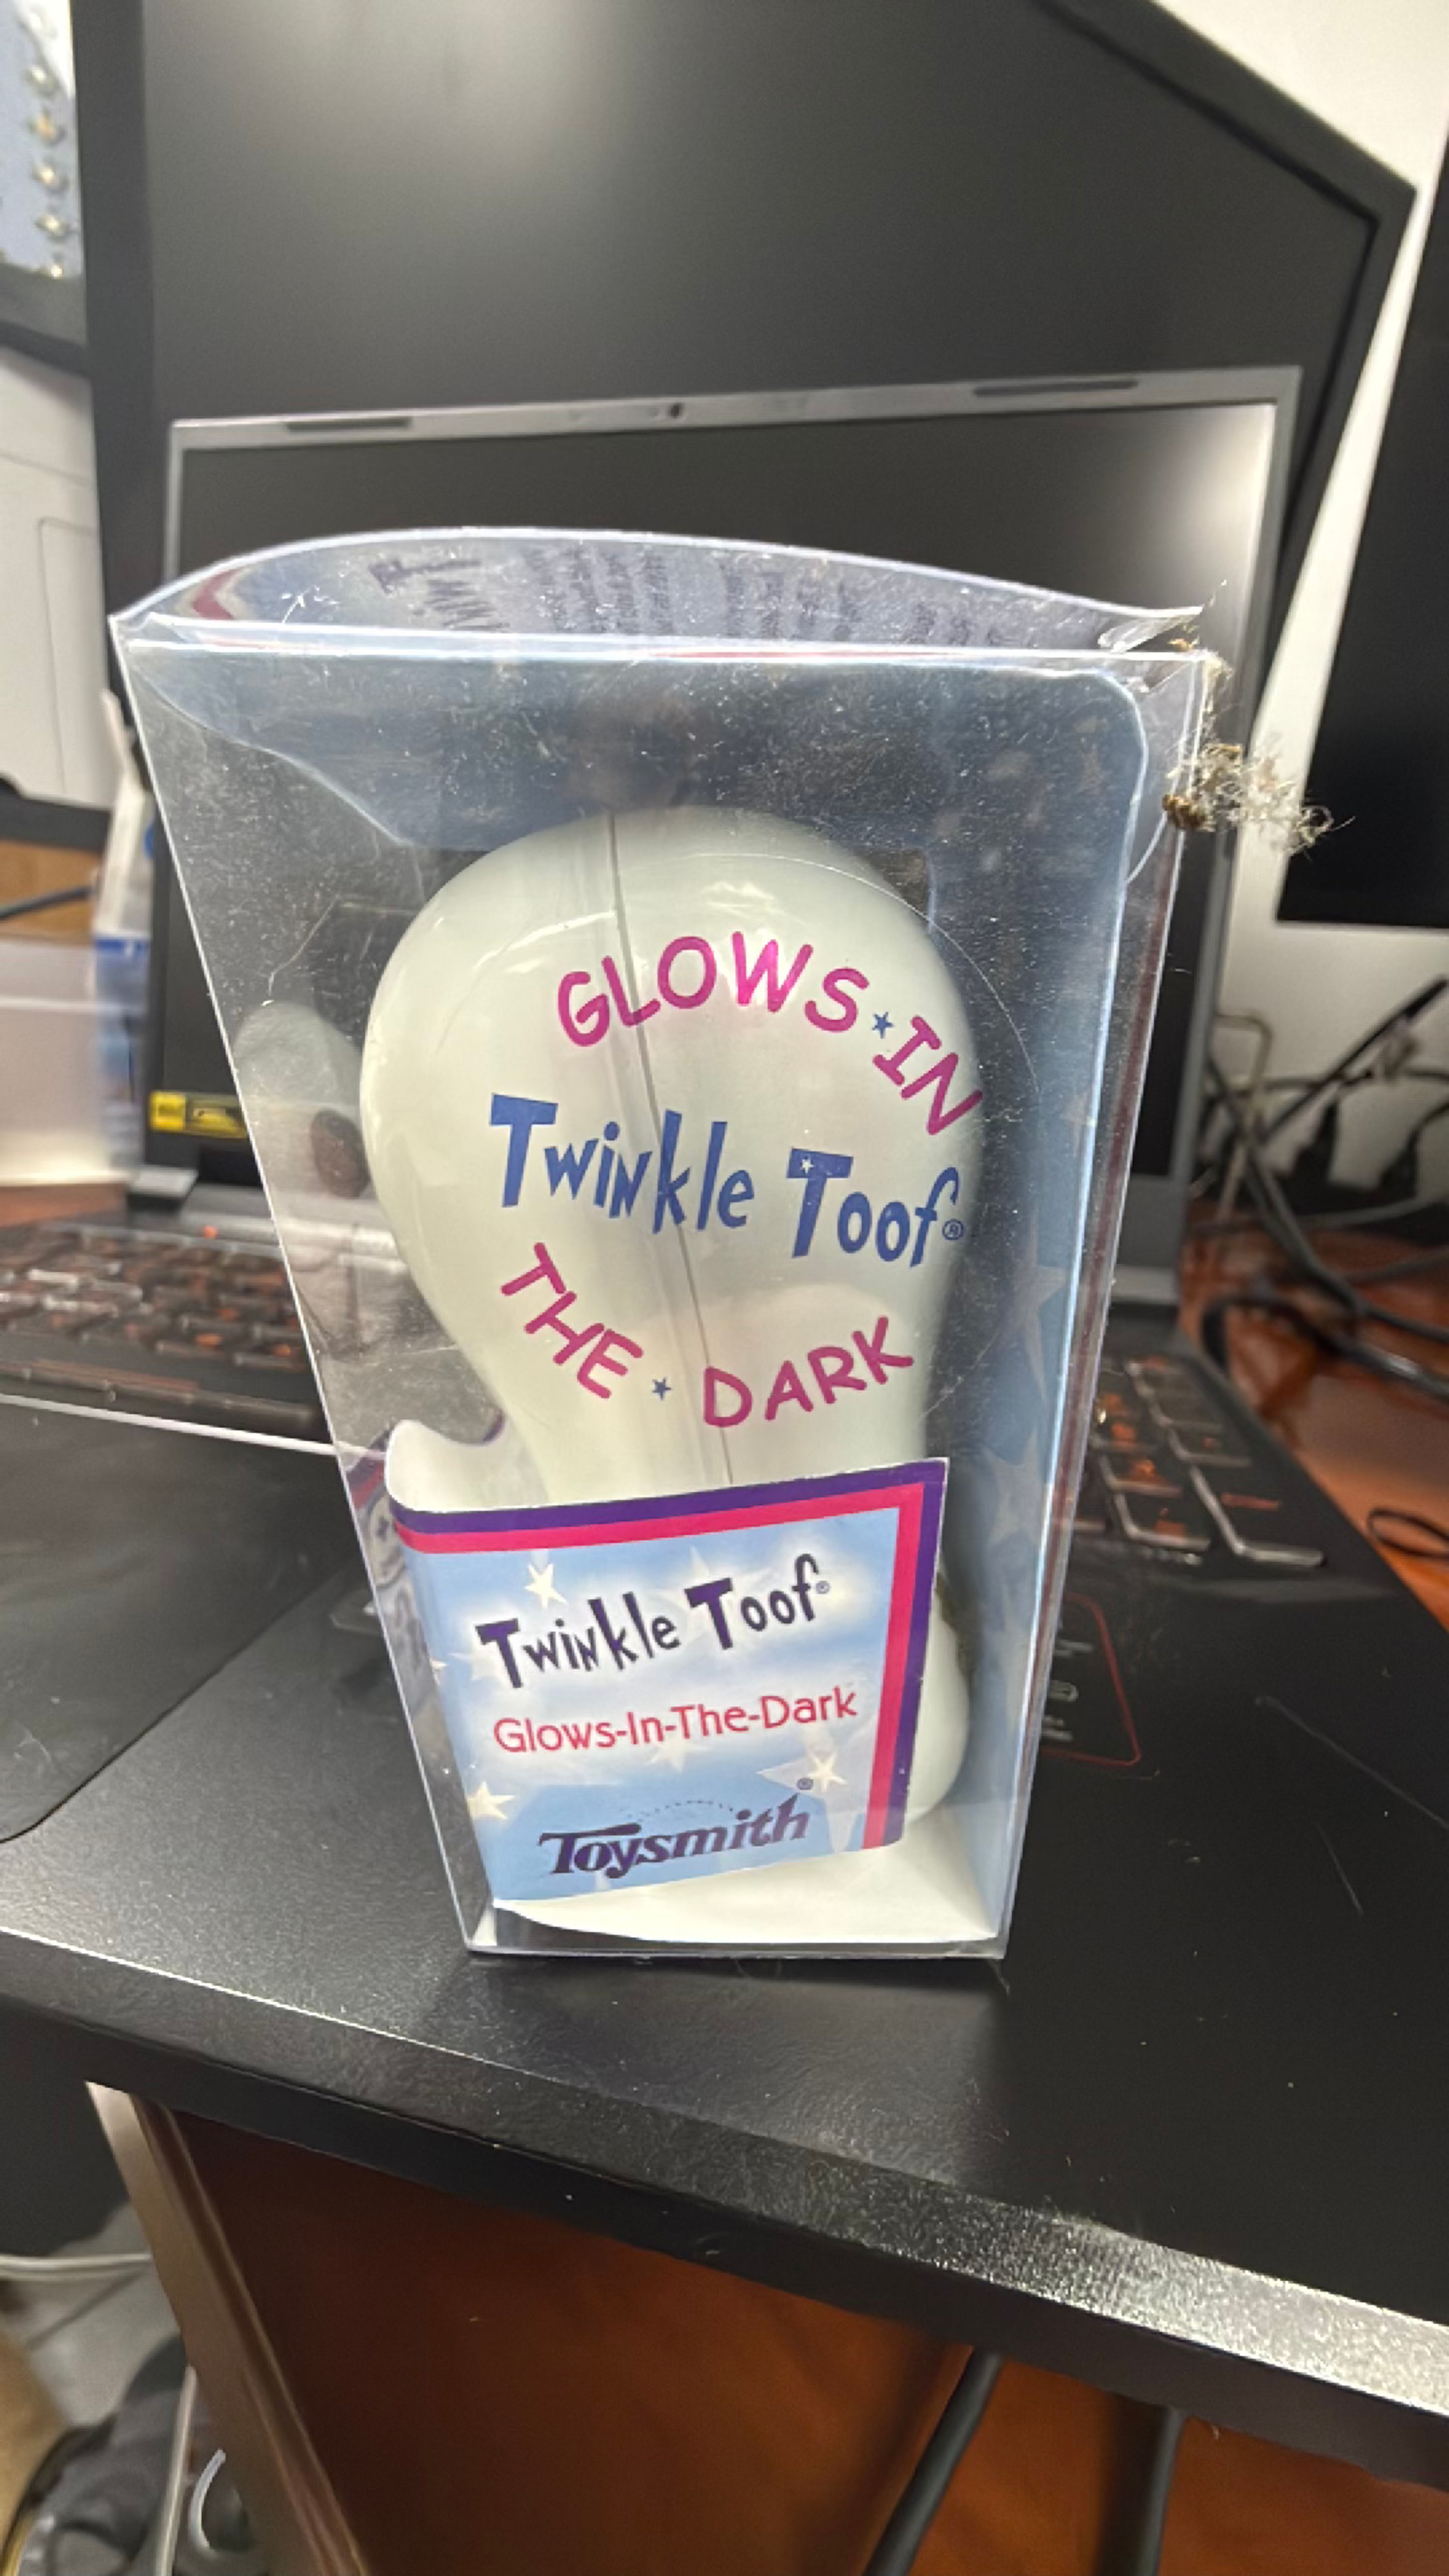 GLOWS★IN
Twinkle Toof®
THE★DARK
Twinkle Toof®
Glows-In-The-Dark
Toysmith®